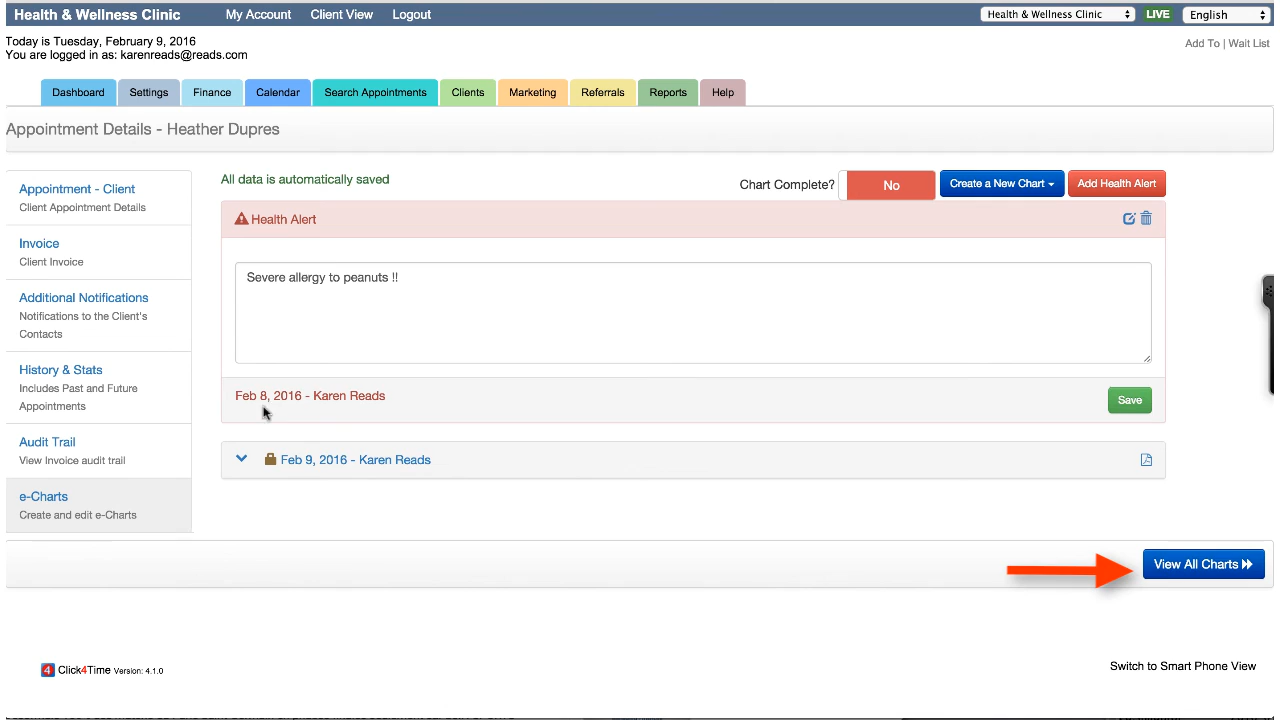 Health & Wellness Clinic My Account Client View Logout Health & Wellness Clinic LIVE English
Today is Tuesday, February 9, 2016
You are logged in as: karenreads@reads.com
Add To | Wait List
Dashboard Settings Finance Calendar Search Appointments Clients Marketing Referrals Reports Help
Appointment Details - Heather Dupres
Appointment - Client
Client Appointment Details
Invoice
Client Invoice
Additional Notifications
Notifications to the Client's
Contacts
History & Stats
Includes Past and Future
Appointments
Audit Trail
View Invoice audit trail
e-Charts
Create and edit e-Charts
All data is automatically saved
Chart Complete? No Create a New Chart Add Health Alert
Health Alert
Severe allergy to peanuts !!
Feb 8, 2016 - Karen Reads
Save
Feb 9, 2016 - Karen Reads
View All Charts
4 Click4Time Version: 4.1.0
Switch to Smart Phone View